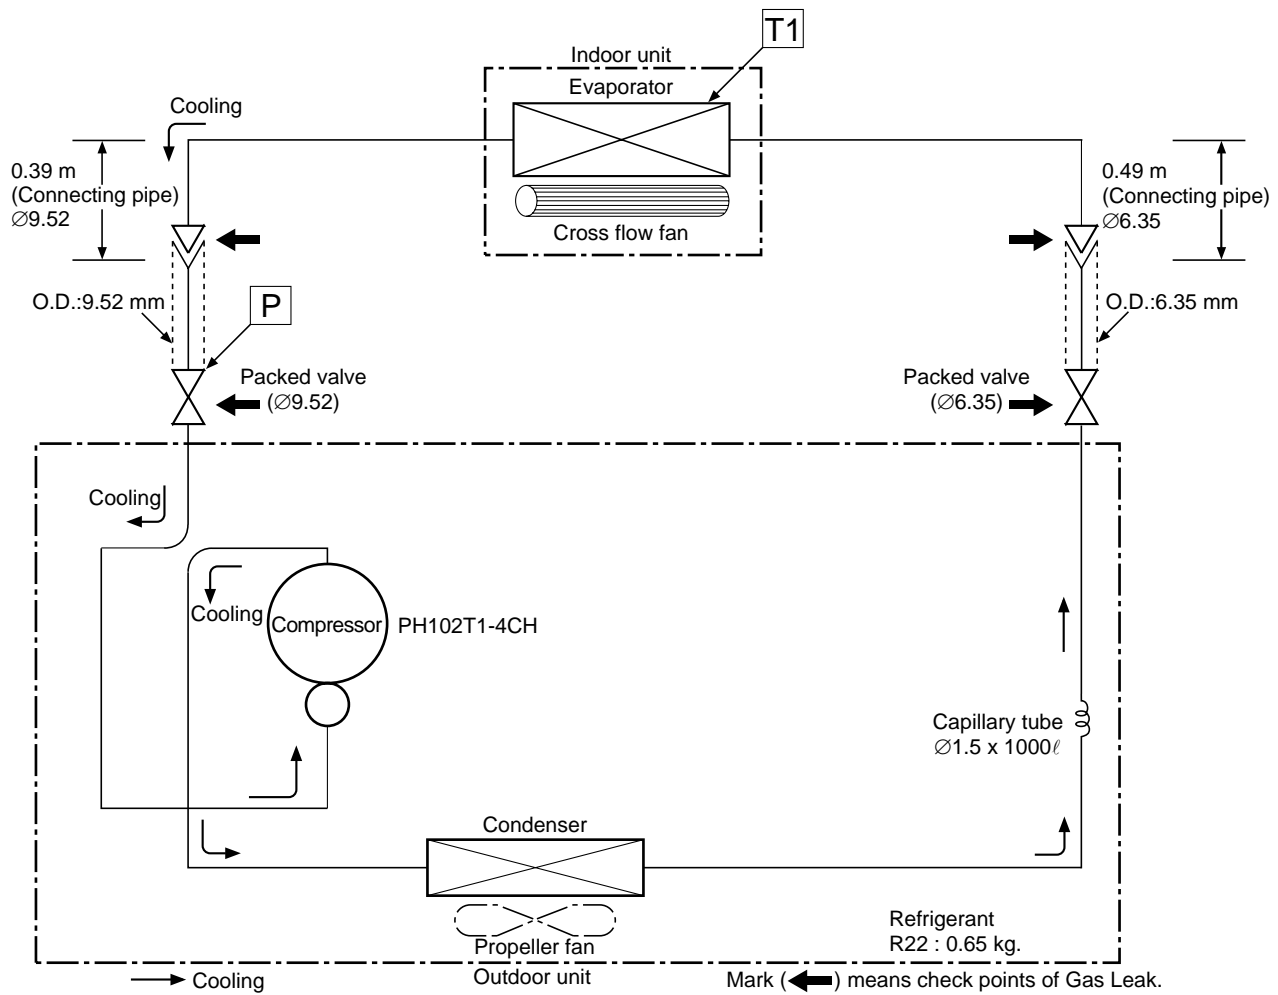 T1
Indoor unit
Evaporator
Cooling
0.39 m
(Connecting pipe)
∅9.52
0.49 m
(Connecting pipe)
∅6.35
Cross flow fan
O.D.:9.52 mm
P
O.D.:6.35 mm
Packed valve
(∅9.52)
Packed valve
(∅6.35)
Cooling
Cooling
Compressor
PH102T1-4CH
Capillary tube
∅1.5 x 1000ℓ
Condenser
Propeller fan
Refrigerant
R22 : 0.65 kg.
Cooling
Outdoor unit
Mark ( ) means check points of Gas Leak.